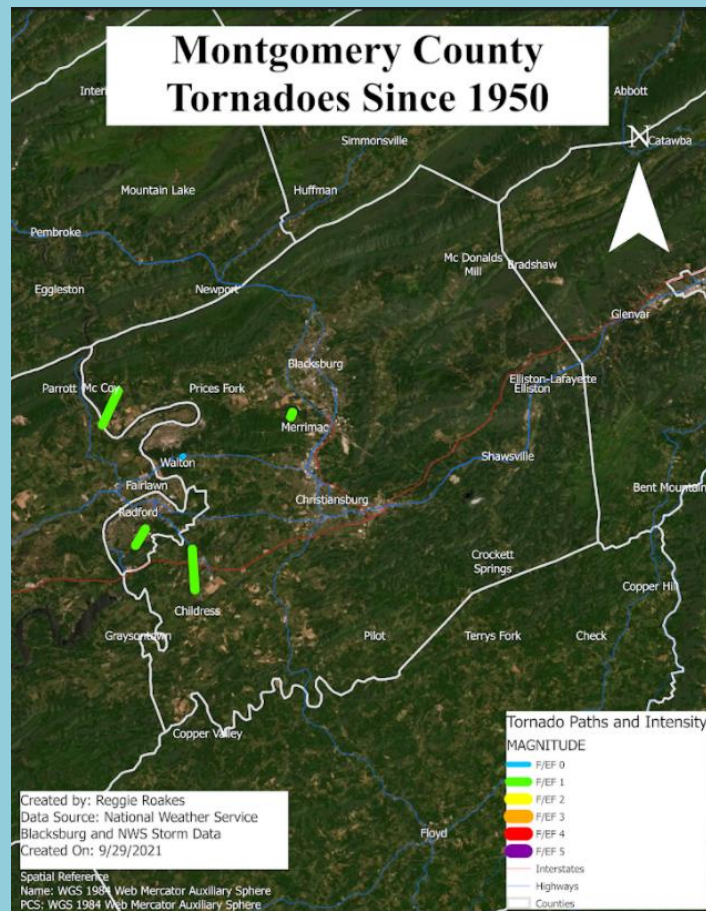 Montgomery County
Tornadoes Since 1950
Abbott
N
Catawba
Simmonsville
Mountain Lake
Huffman
Pembroke
Mc Donalds
Mill
Bradshaw
Eggleston
Newport
Glenvar
Blacksburg
Parrott
Mc Coy
Prices Fork
Elliston-Lafayette
Elliston
Merrimac
Walton
Shawsville
Fairlawn
Bent Mountain
Christiansburg
Radford
Crockett
Springs
Copper Hill
Childress
Graysontown
Pilot
Terrys Fork
Check
Copper Valley
Floyd
Tornado Paths and Intensity
MAGNITUDE
F/EF 0
F/EF 1
F/EF 2
F/EF 3
F/EF 4
F/EF 5
Interstates
Highways
Counties
Created by: Reggie Roakes
Data Source: National Weather Service
Blacksburg and NWS Storm Data
Created On: 9/29/2021
Spatial Reference
Name: WGS 1984 Web Mercator Auxiliary Sphere
PCS: WGS 1984 Web Mercator Auxiliary Sphere